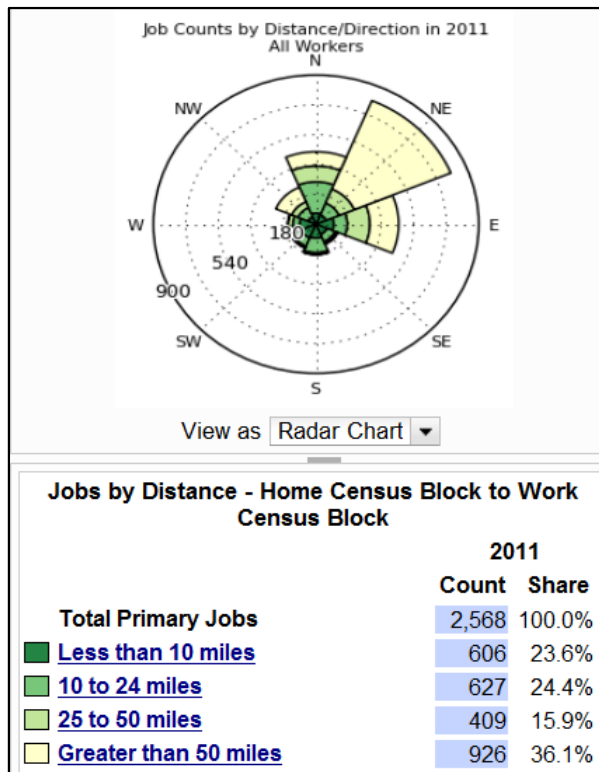 Job Counts by Distance/Direction in 2011
All Workers
N
NW
NE
W
180
E
540
900
SW
SE
S
View as Radar Chart
Jobs by Distance - Home Census Block to Work
Census Block
2011
Count Share
Total Primary Jobs 2,568 100.0%
Less than 10 miles 606 23.6%
10 to 24 miles 627 24.4%
25 to 50 miles 409 15.9%
Greater than 50 miles 926 36.1%